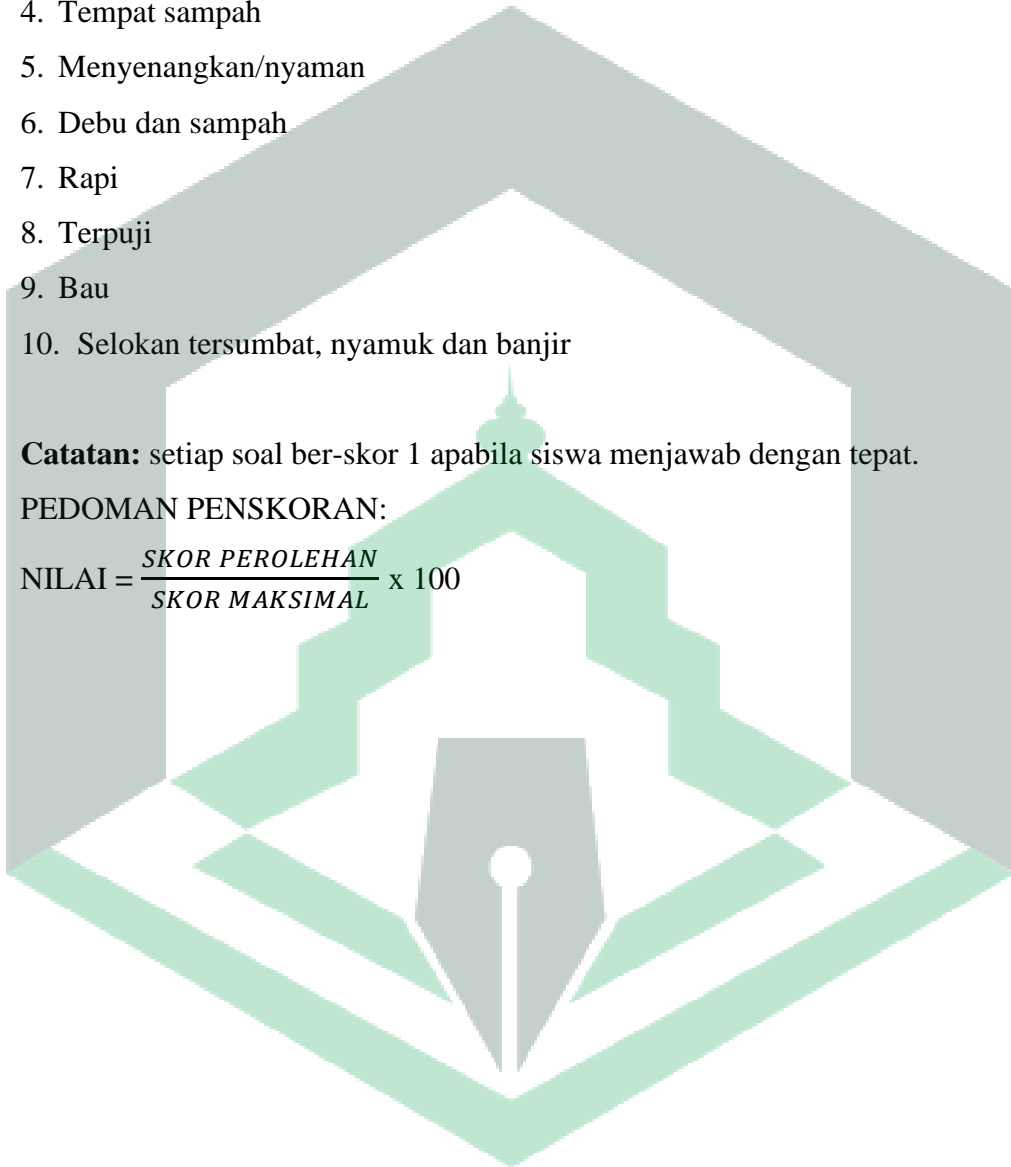 4. Tempat sampah
5. Menyenangkan/nyaman
6. Debu dan sampah
7. Rapi
8. Terpuji
9. Bau
10. Selokan tersumbat, nyamuk dan banjir
Catatan: setiap soal ber-skor 1 apabila siswa menjawab dengan tepat.
PEDOMAN PENSKORAN:
NILAI = SKOR PEROLEHAN / SKOR MAKSIMAL x 100